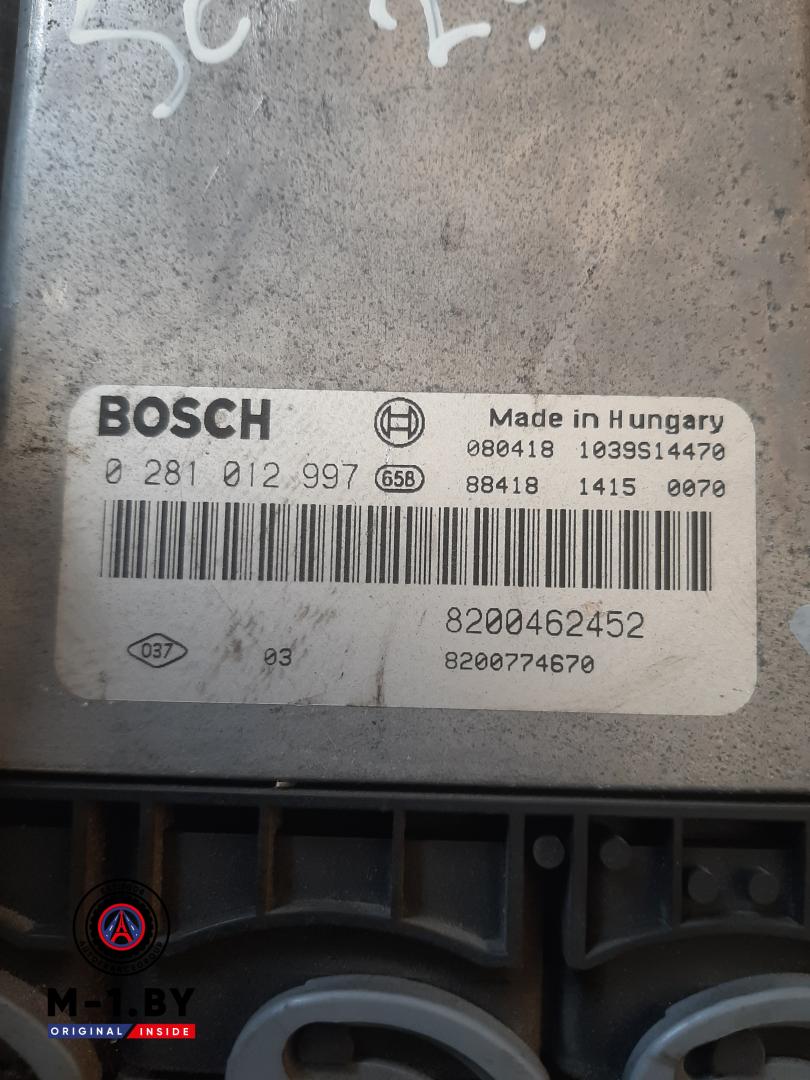 BOSCH
Made in Hungary
080418 1039S14470
0 281 012 997 65B
88418 1415 0070
8200462452
037 03
8200774670
M-1.BY
ORIGINAL INSIDE